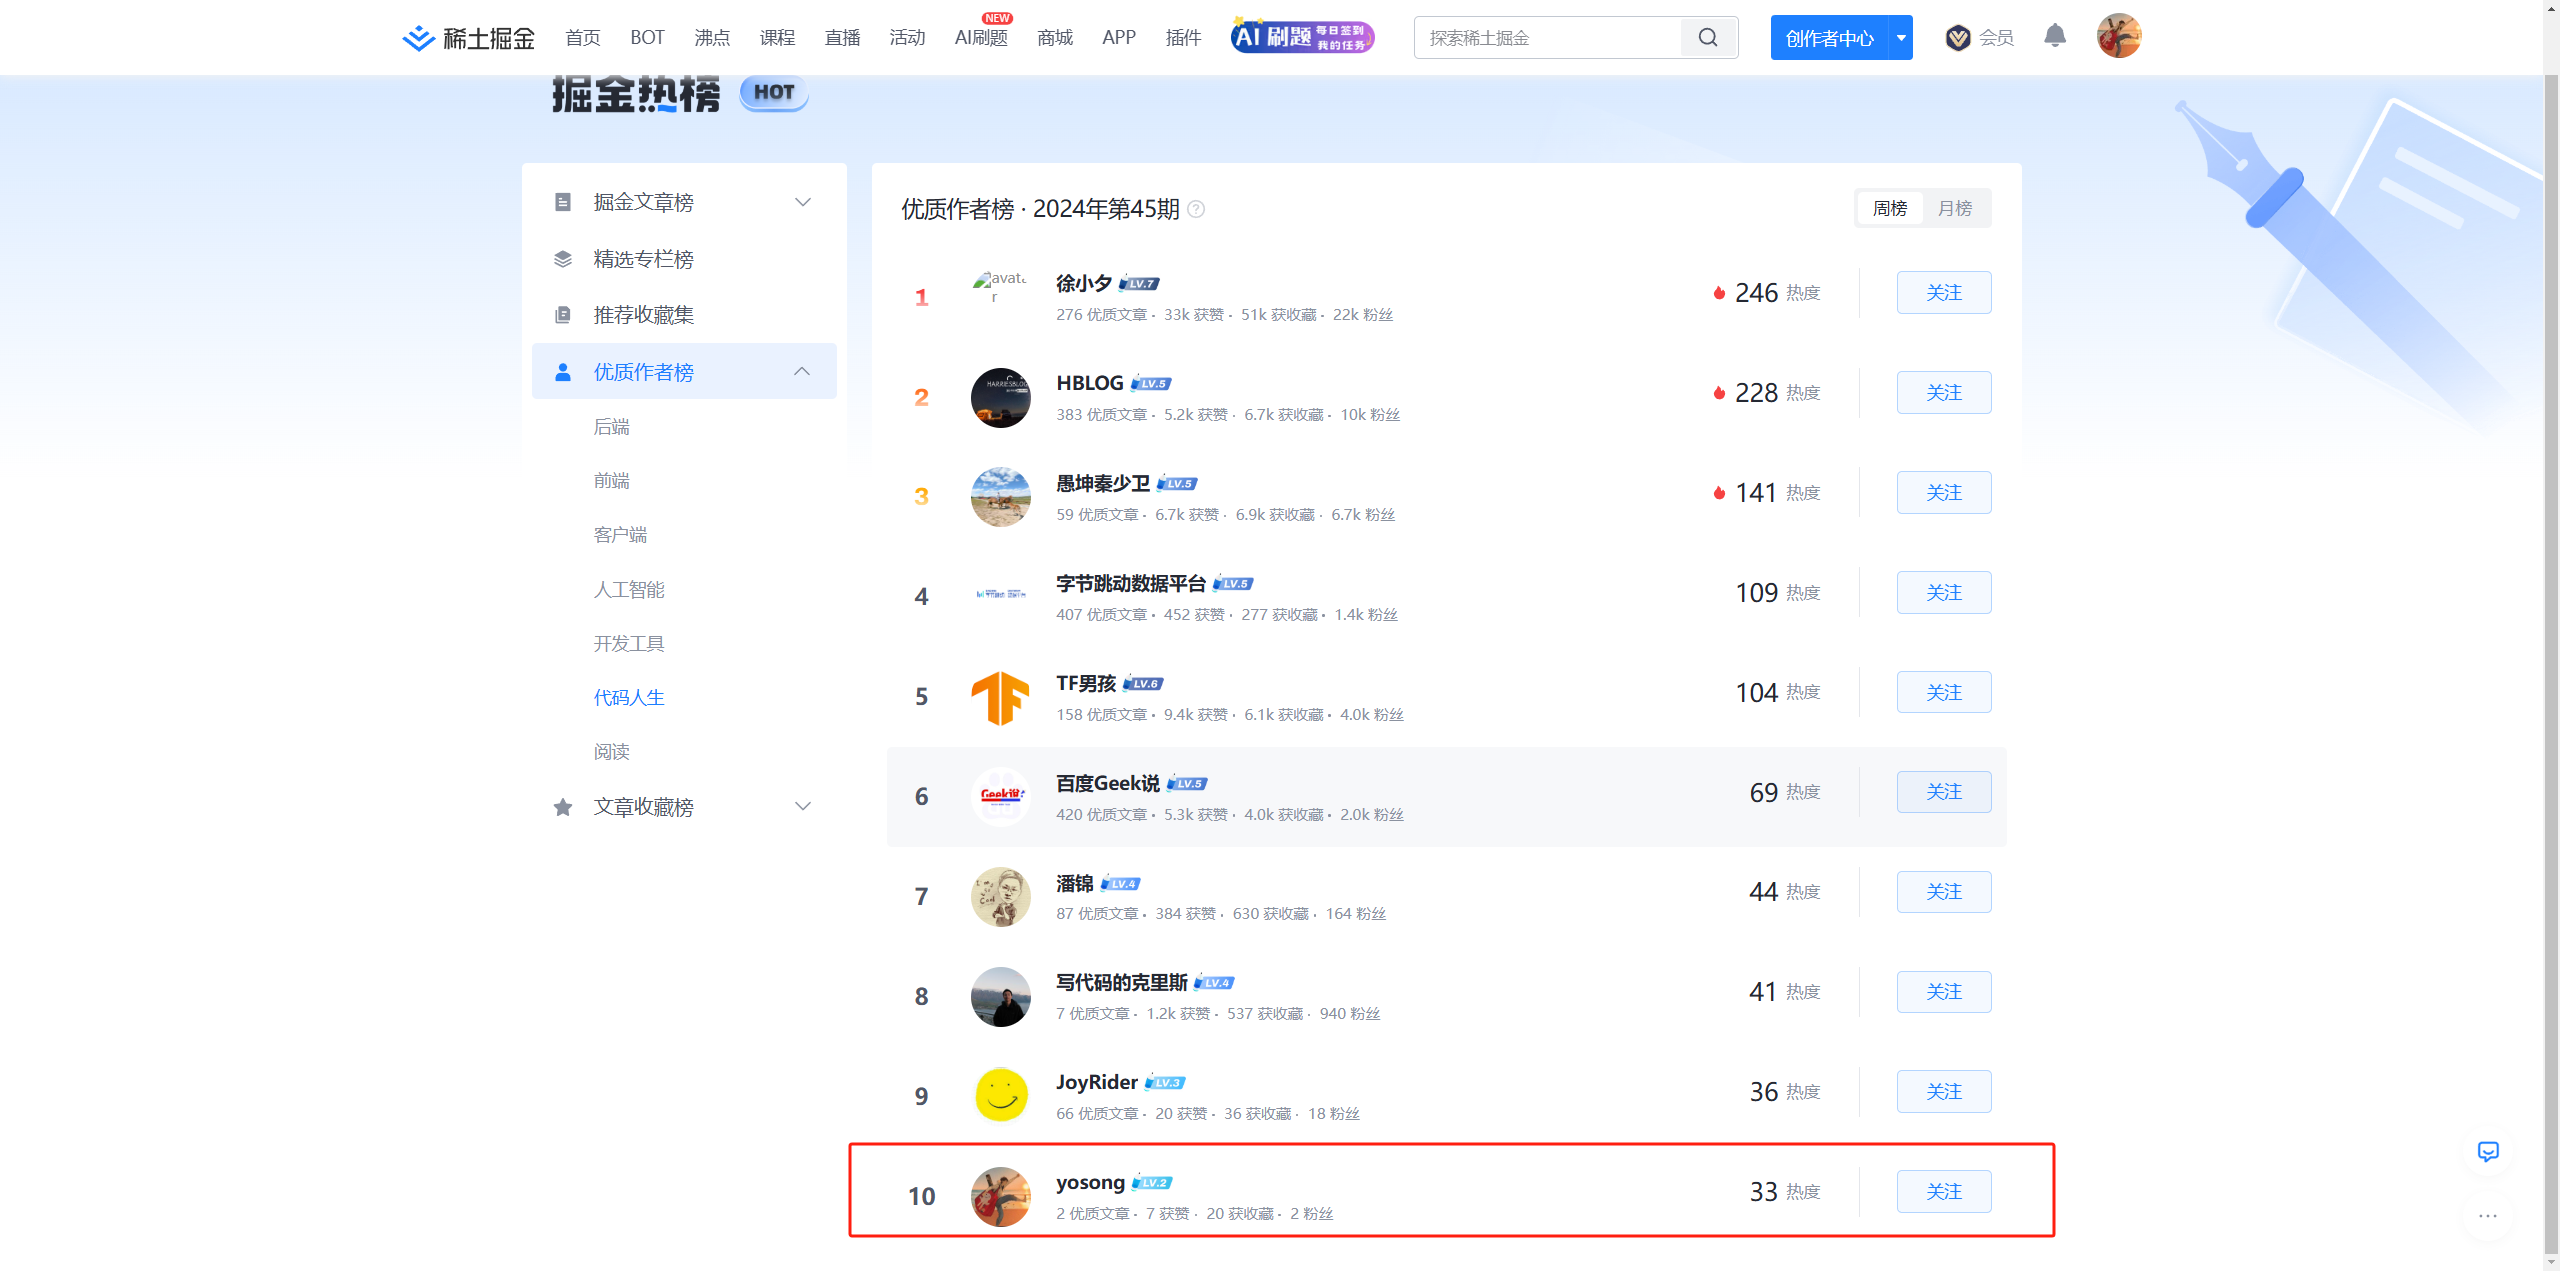 稀土掘金
首页 BOT 沸点 课程 直播 活动 AI刷题 NEW 商城 APP 插件
AI 刷题 每日签到
我的任务
探索稀土掘金
创作者中心
会员
掘金热榜 HOT
掘金文章榜
精选专栏榜
推荐收藏集
优质作者榜
后端
前端
客户端
人工智能
开发工具
代码人生
阅读
文章收藏榜
优质作者榜 · 2024年第45期 ?
周榜 月榜
1 avatar 徐小夕 LV.7 246 热度 关注
276 优质文章 · 33k 获赞 · 51k 获收藏 · 22k 粉丝
2 HBLOG LV.5 228 热度 关注
383 优质文章 · 5.2k 获赞 · 6.7k 获收藏 · 10k 粉丝
3 愚坤秦少卫 LV.5 141 热度 关注
59 优质文章 · 6.7k 获赞 · 6.9k 获收藏 · 6.7k 粉丝
4 字节跳动数据平台 LV.5 109 热度 关注
407 优质文章 · 452 获赞 · 277 获收藏 · 1.4k 粉丝
5 TF男孩 LV.6 104 热度 关注
158 优质文章 · 9.4k 获赞 · 6.1k 获收藏 · 4.0k 粉丝
6 Geek说 百度Geek说 LV.5 69 热度 关注
420 优质文章 · 5.3k 获赞 · 4.0k 获收藏 · 2.0k 粉丝
7 潘锦 LV.4 44 热度 关注
87 优质文章 · 384 获赞 · 630 获收藏 · 164 粉丝
8 写代码的克里斯 LV.4 41 热度 关注
7 优质文章 · 1.2k 获赞 · 537 获收藏 · 940 粉丝
9 JoyRider LV.3 36 热度 关注
66 优质文章 · 20 获赞 · 36 获收藏 · 18 粉丝
10 yosong LV.2 33 热度 关注
2 优质文章 · 7 获赞 · 20 获收藏 · 2 粉丝